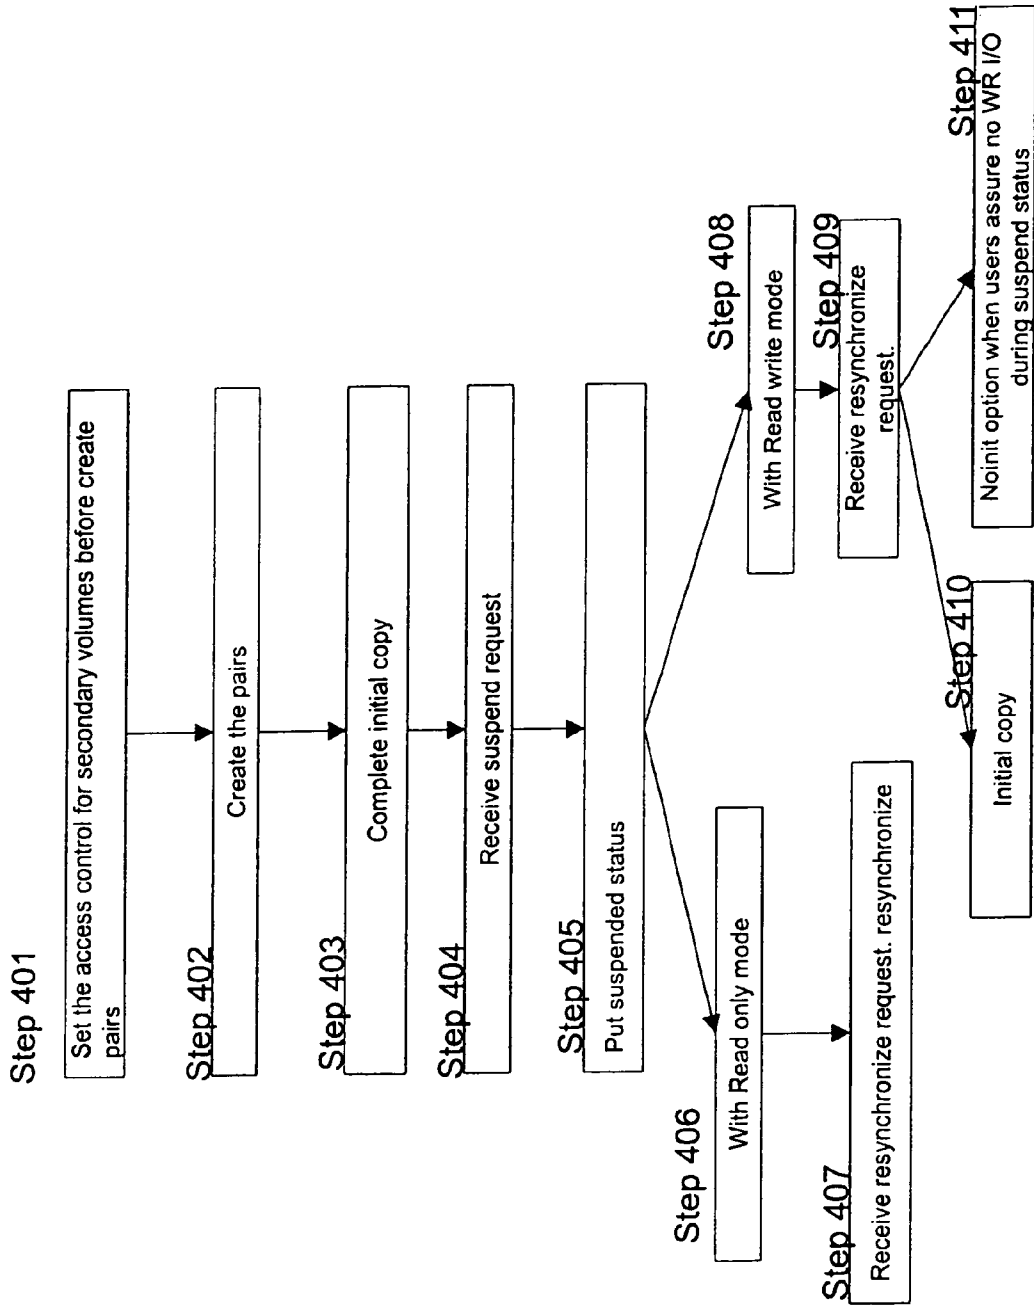 Step 401
Set the access control for secondary volumes before create
pairs
Step 402
Create the pairs
Step 403
Complete initial copy
Step 404
Receive suspend request
Step 405
Put suspended status
Step 406
With Read only mode
Step 407
Receive resynchronize request. resynchronize
Step 408
With Read write mode
Step 409
Receive resynchronize
request.
Step 410
Initial copy
Step 411
Noinit option when users assure no WR I/O
during suspend status